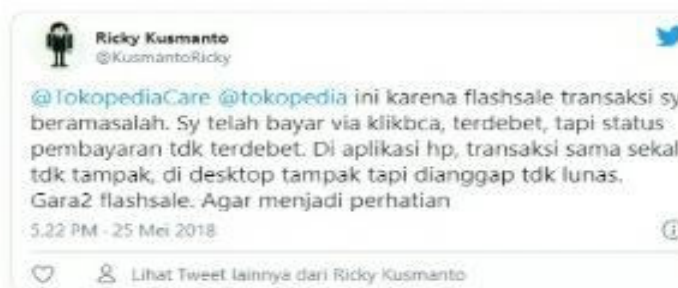 Ricky Kusmanto
@KusmantoRicky
@TokopediaCare @tokopedia ini karena flashsale transaksi sy
beramasalah. Sy telah bayar via klikbca, terdebet, tapi status
pembayaran tdk terdebet. Di aplikasi hp, transaksi sama sekal
tdk tampak, di desktop tampak tapi dianggap tdk lunas.
Gara2 flashsale. Agar menjadi perhatian
5.22 PM - 25 Mei 2018
Lihat Tweet lainnya dari Ricky Kusmanto